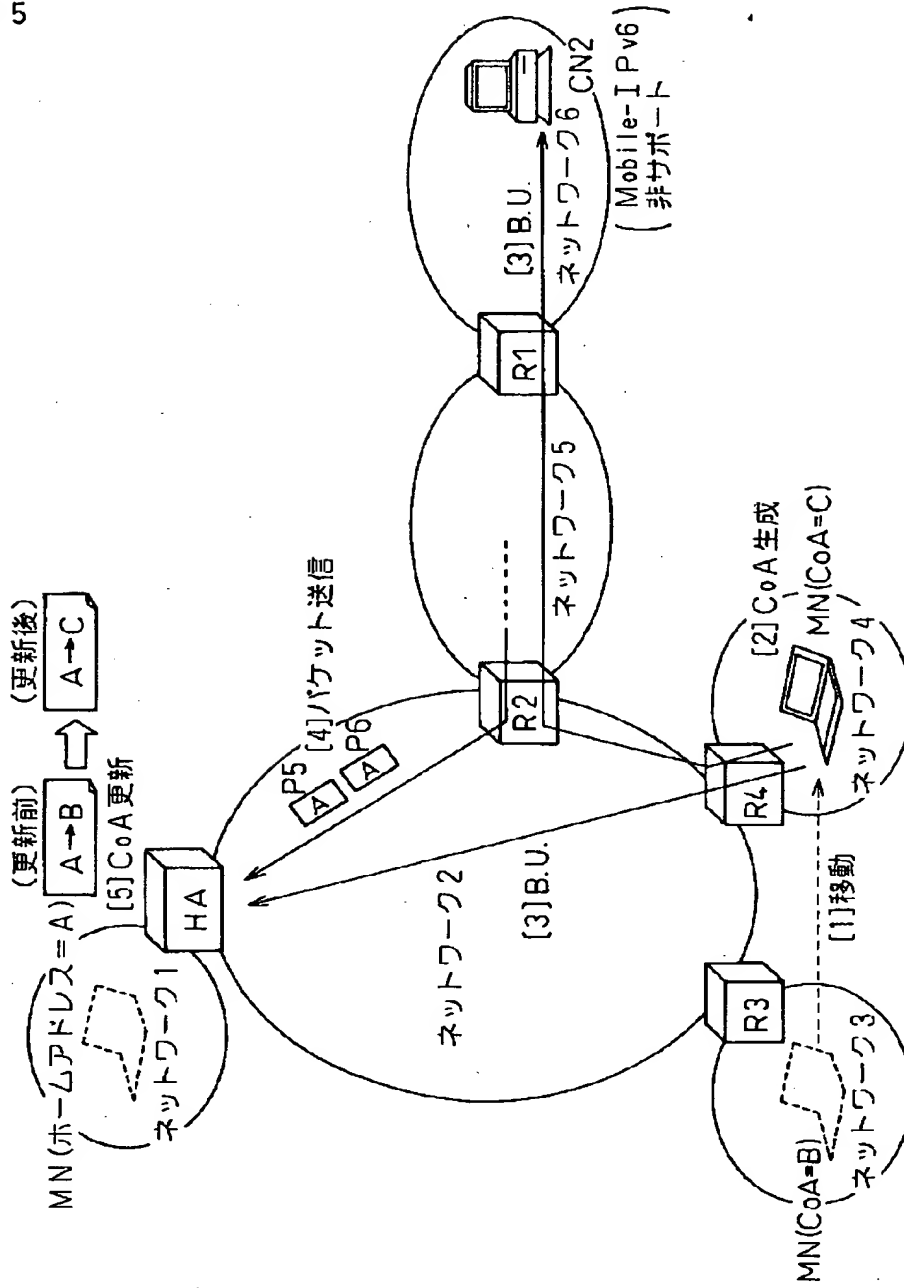 5
(更新前)
(更新後)
A→B
A→C
[5]CoA更新
MN(ホームアドレス=A)
ネットワーク1
HA
P5
A
P6
A
[4]パケット送信
ネットワーク2
[3]B.U.
R2
ネットワーク5
R1
[3]B.U.
ネットワーク6
CN2
(Mobile-IPv6
非サポート)
R3
MN(CoA=B)
ネットワーク3
[1]移動
R4
[2]CoA生成
MN(CoA=C)
ネットワーク4